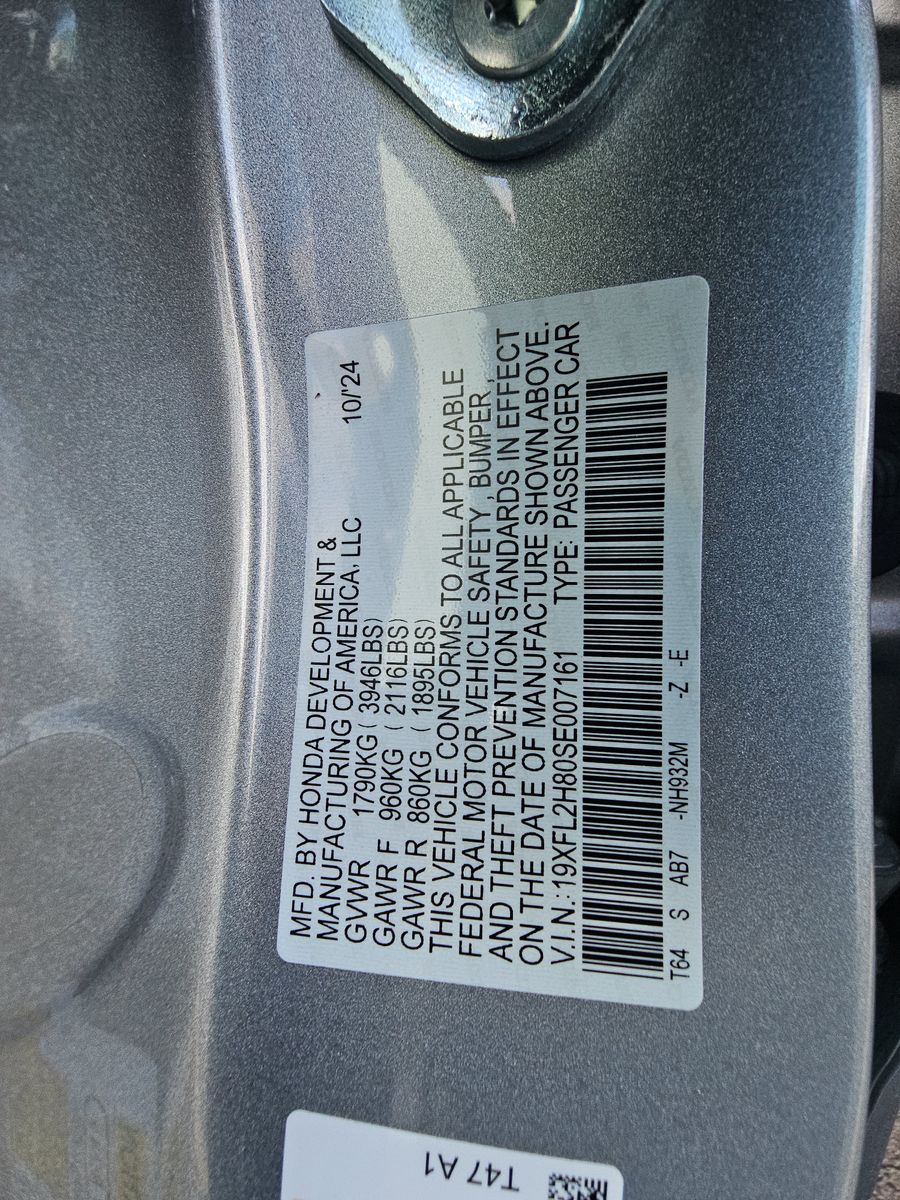 MFD. BY HONDA DEVELOPMENT &
MANUFACTURING OF AMERICA, LLC 10/'24
GVWR 1790KG ( 3946LBS)
GAWR F 960KG ( 2116LBS)
GAWR R 860KG ( 1895LBS)
THIS VEHICLE CONFORMS TO ALL APPLICABLE
FEDERAL MOTOR VEHICLE SAFETY , BUMPER ,
AND THEFT PREVENTION STANDARDS IN EFFECT
ON THE DATE OF MANUFACTURE SHOWN ABOVE.
V.I.N.: 19XFL2H80SE007161 TYPE: PASSENGER CAR
T64 S AB7 -NH932M -Z -E
T47 A1